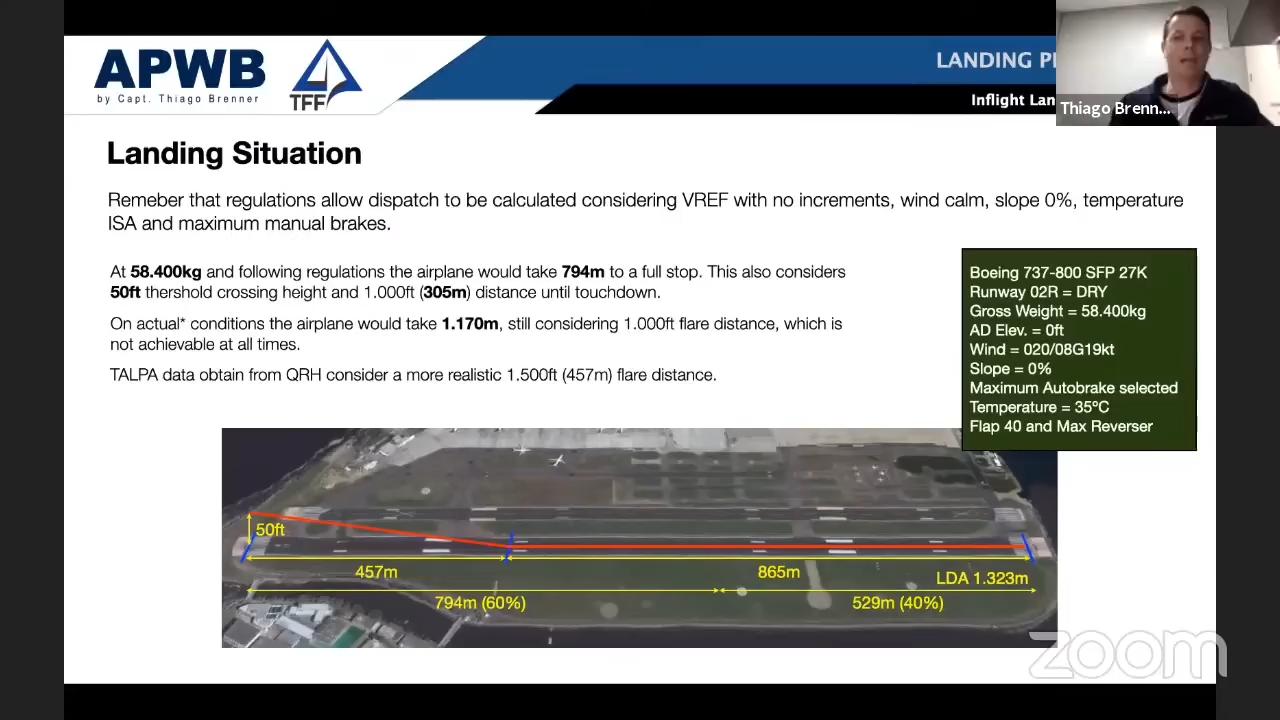 APWB
by Capt. Thiago Brenner
TFF
LANDING P
Inflight Lan
Thiago Brenn...
Landing Situation
Remeber that regulations allow dispatch to be calculated considering VREF with no increments, wind calm, slope 0%, temperature
ISA and maximum manual brakes.
At 58.400kg and following regulations the airplane would take 794m to a full stop. This also considers
50ft thershold crossing height and 1.000ft (305m) distance until touchdown.
On actual* conditions the airplane would take 1.170m, still considering 1.000ft flare distance, which is
not achievable at all times.
TALPA data obtain from QRH consider a more realistic 1.500ft (457m) flare distance.
Boeing 737-800 SFP 27K
Runway 02R = DRY
Gross Weight = 58.400kg
AD Elev. = 0ft
Wind = 020/08G19kt
Slope = 0%
Maximum Autobrake selected
Temperature = 35ºC
Flap 40 and Max Reverser
50ft
457m
865m
LDA 1.323m
794m (60%)
529m (40%)
zoom